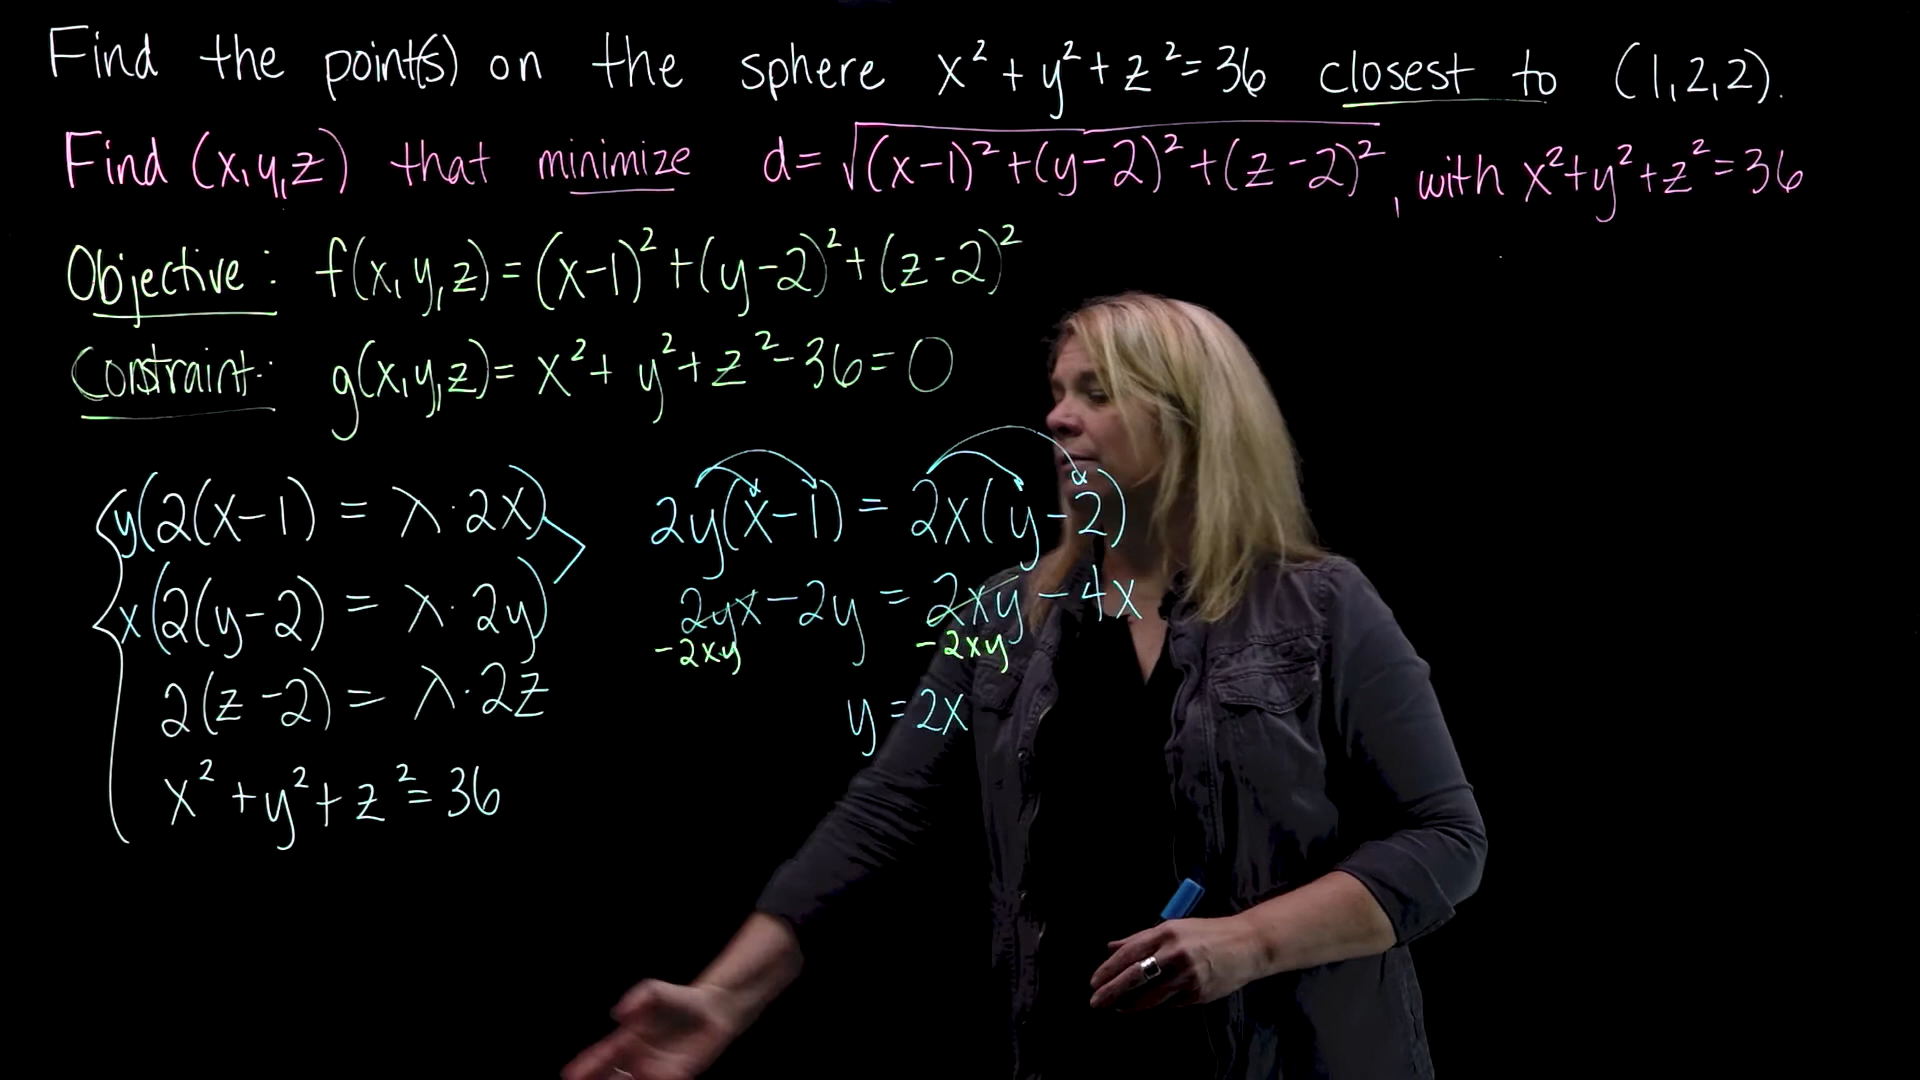 Find the point(s) on the sphere x² + y² + z² = 36 closest to (1,2,2).
Find (x,y,z) that minimize d = √(x-1)² + (y-2)² + (z-2)², with x² + y² + z² = 36
Objective: f(x,y,z) = (x-1)² + (y-2)² + (z-2)²
Constraint: g(x,y,z) = x² + y² + z² - 36 = 0
y(2(x-1) = λ·2x)
x(2(y-2) = λ·2y)
2(z-2) = λ·2z
x² + y² + z² = 36
2y(x-1) = 2x(y-2)
2yx - 2y = 2xy - 4x
-2xy -2xy
y = 2x